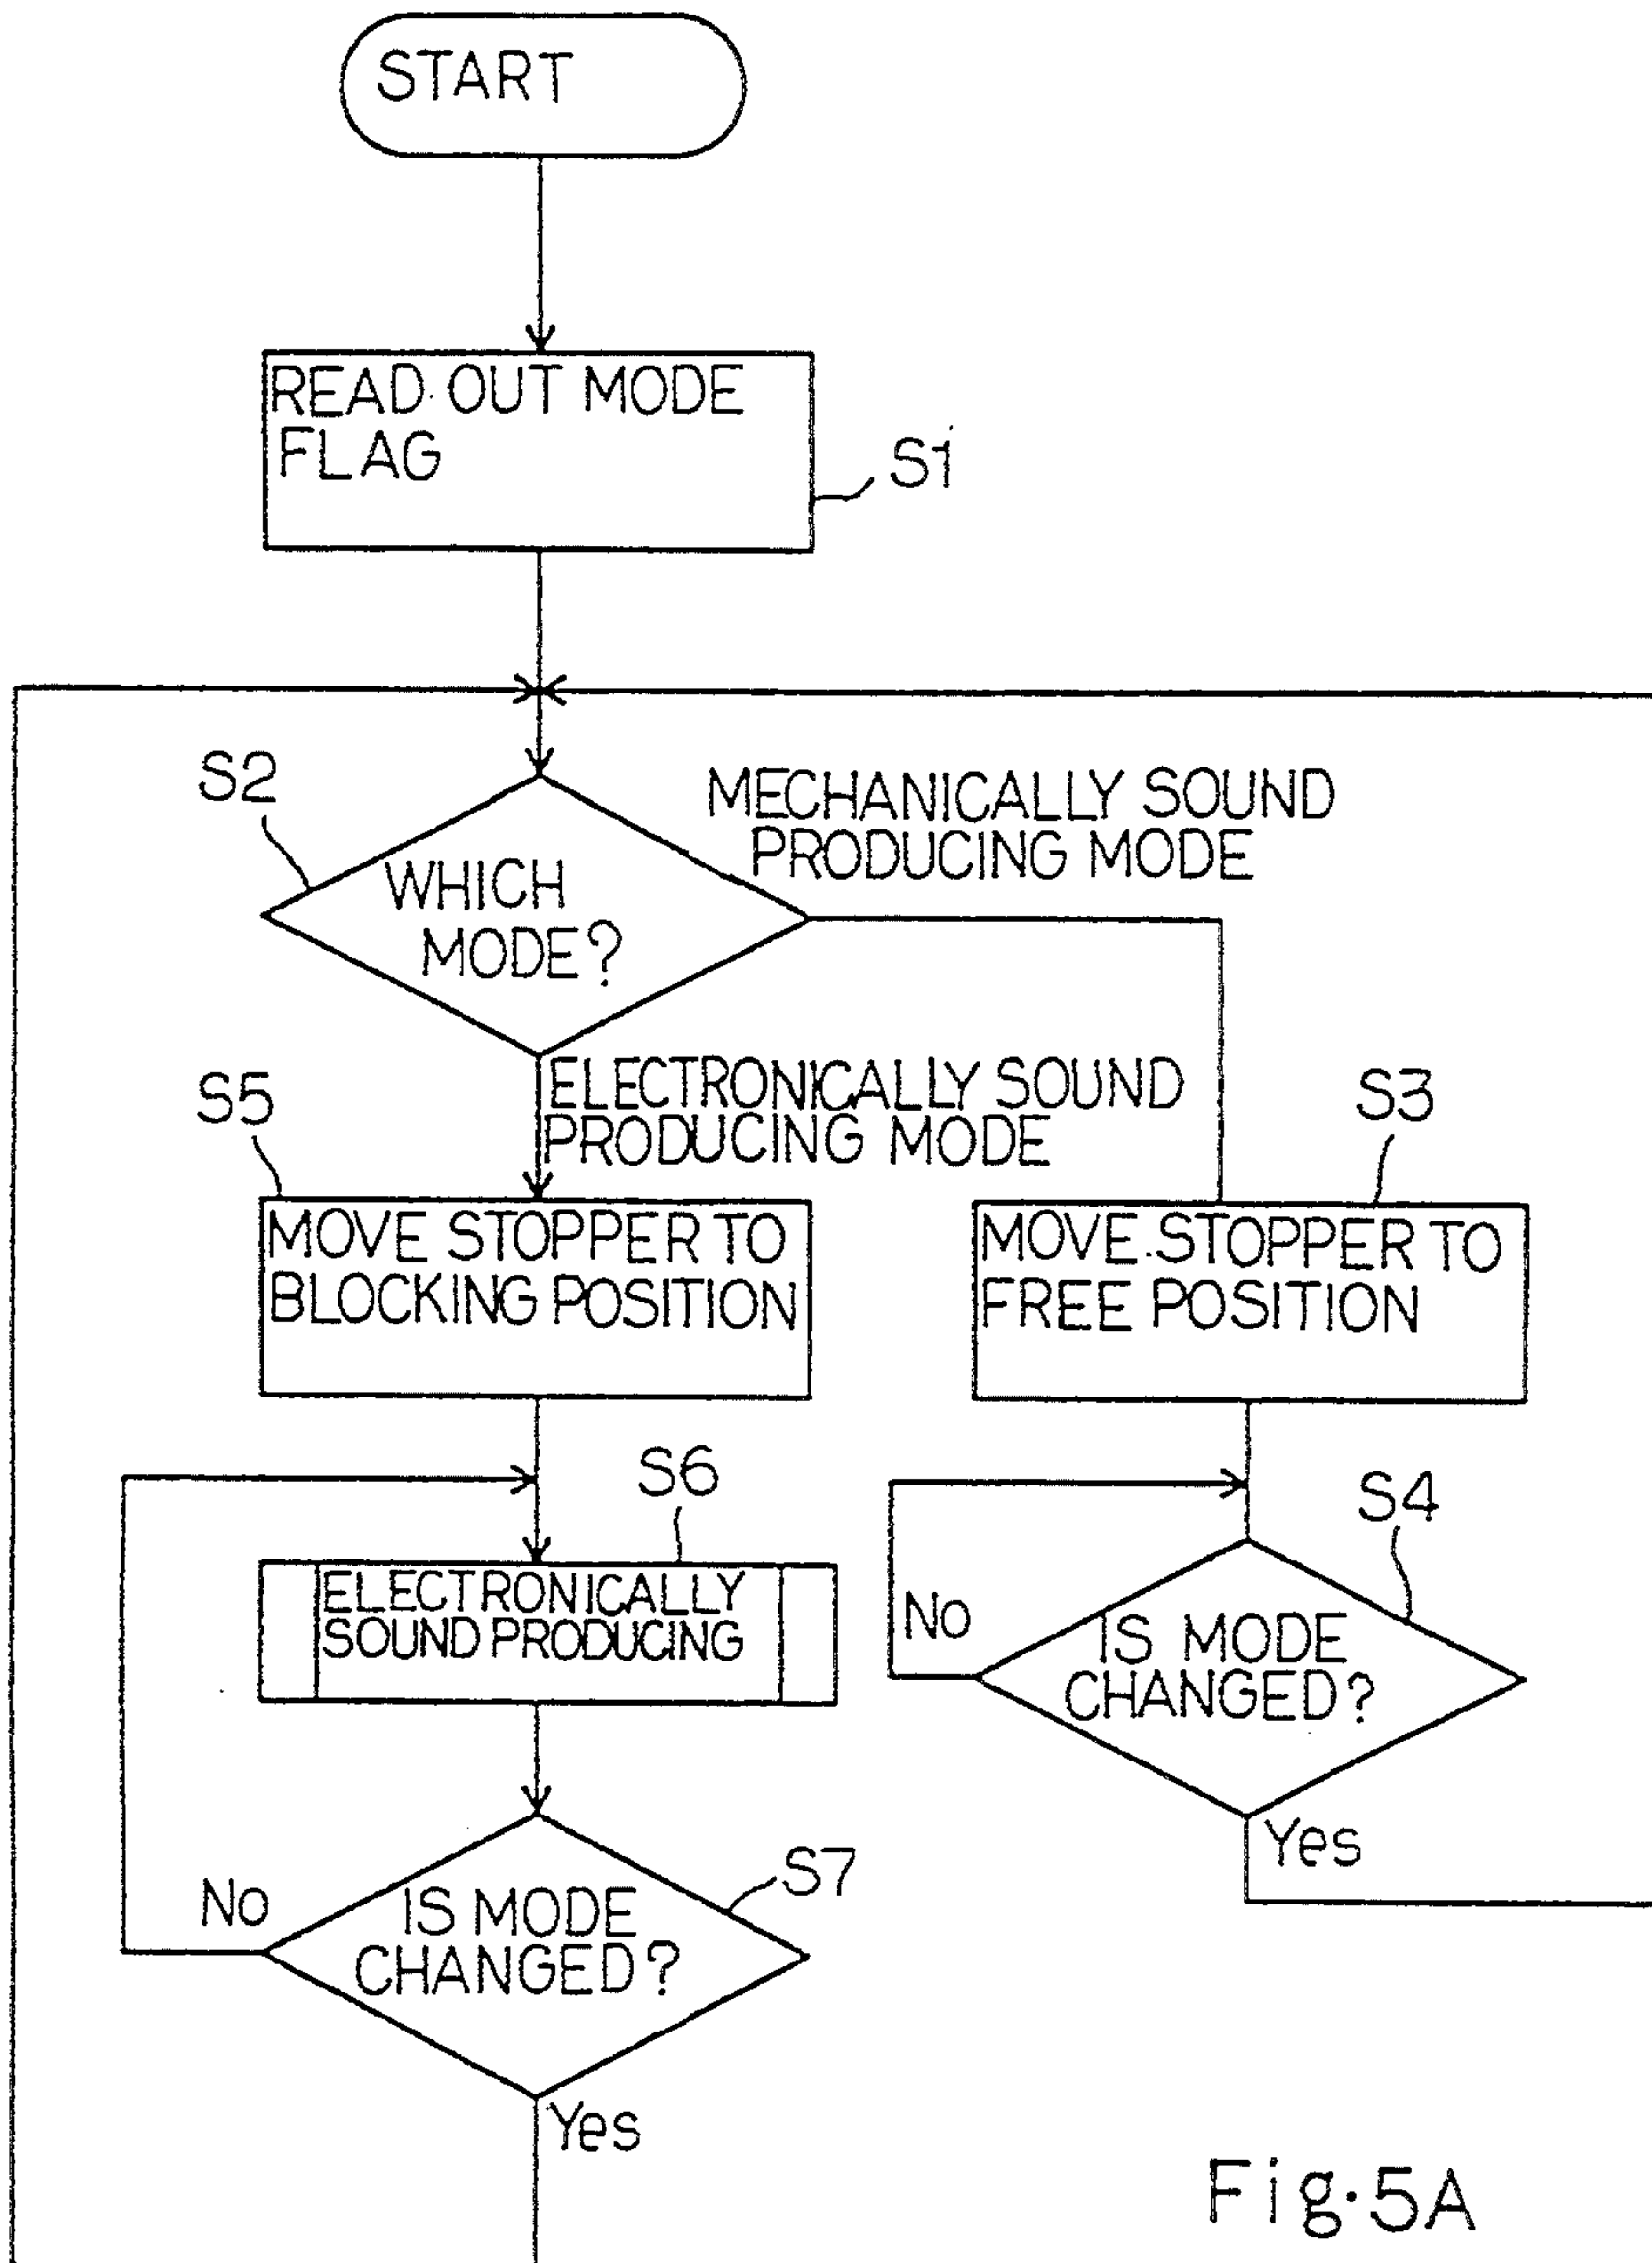 START
READ OUT MODE
FLAG
S1
S2
MECHANICALLY SOUND
PRODUCING MODE
WHICH
MODE?
ELECTRONICALLY SOUND
PRODUCING MODE
S5
S3
MOVE STOPPER TO
BLOCKING POSITION
MOVE STOPPER TO
FREE POSITION
S6
S4
ELECTRONICALLY
SOUND PRODUCING
No
IS MODE
CHANGED?
Yes
S7
No
IS MODE
CHANGED?
Yes
Fig.5A